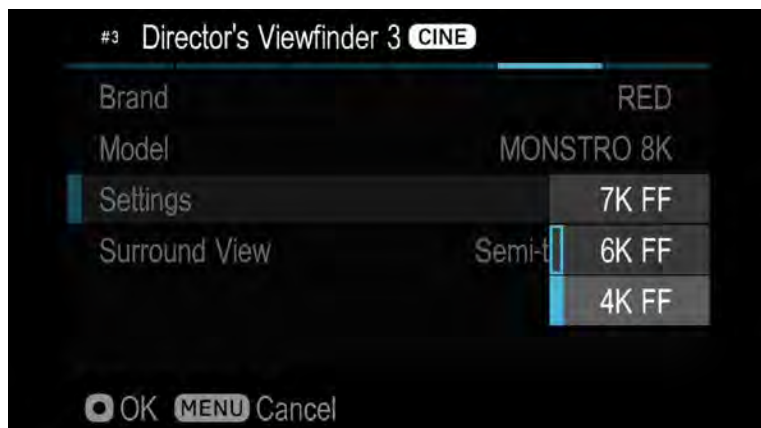 #3 Director's Viewfinder 3 CINE
Brand RED
Model MONSTRO 8K
Settings 7K FF
Surround View Semi-t 6K FF
4K FF
OK MENU Cancel